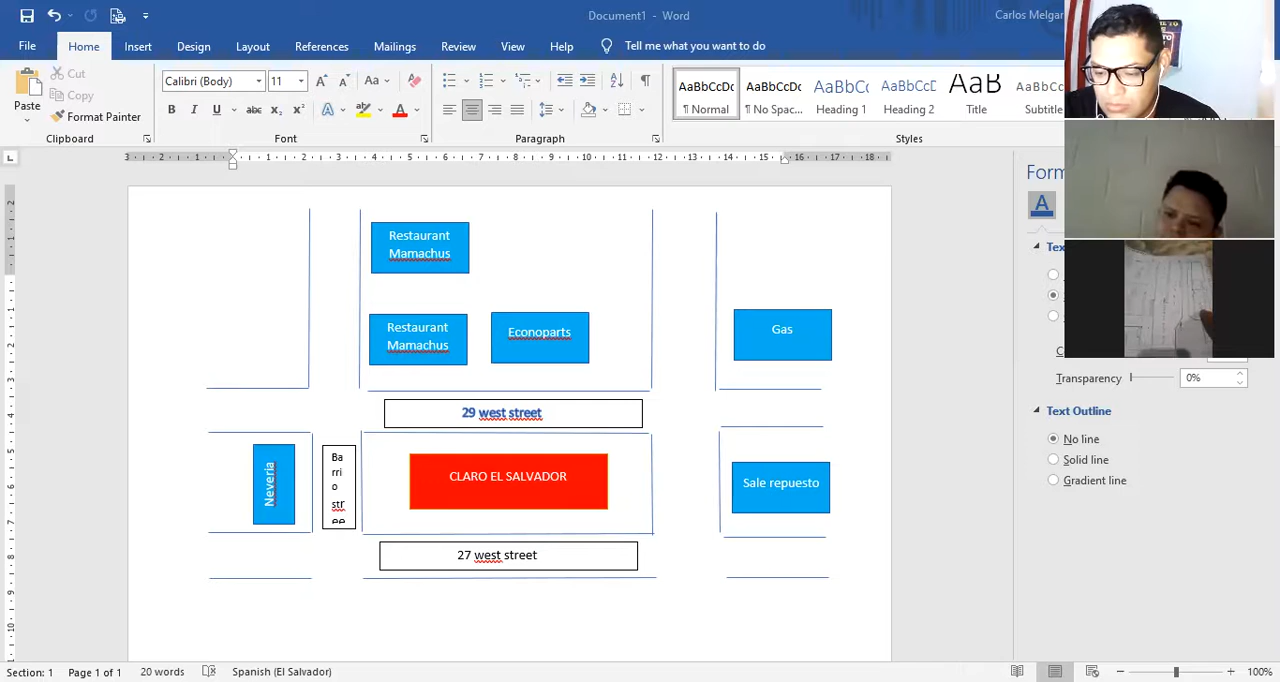 Document1 - Word
Carlos Melgar
File Home Insert Design Layout References Mailings Review View Help Tell me what you want to do
Paste
Cut
Copy
Format Painter
Clipboard
Calibri (Body) 11
Font
Paragraph
AaBbCcDc
¶ Normal
AaBbCcDc
¶ No Spac...
AaBbC
Heading 1
AaBbCcD
Heading 2
AaB
Title
AaBbCcD
Subtitle
Styles
Restaurant
Mamachus
Restaurant
Mamachus
Econoparts
Gas
29 west street
Neveria
Ba
rri
o
str
ee
CLARO EL SALVADOR
Sale repuesto
27 west street
Transparency 0%
Text Outline
No line
Solid line
Gradient line
Section: 1 Page 1 of 1 20 words Spanish (El Salvador) 100%